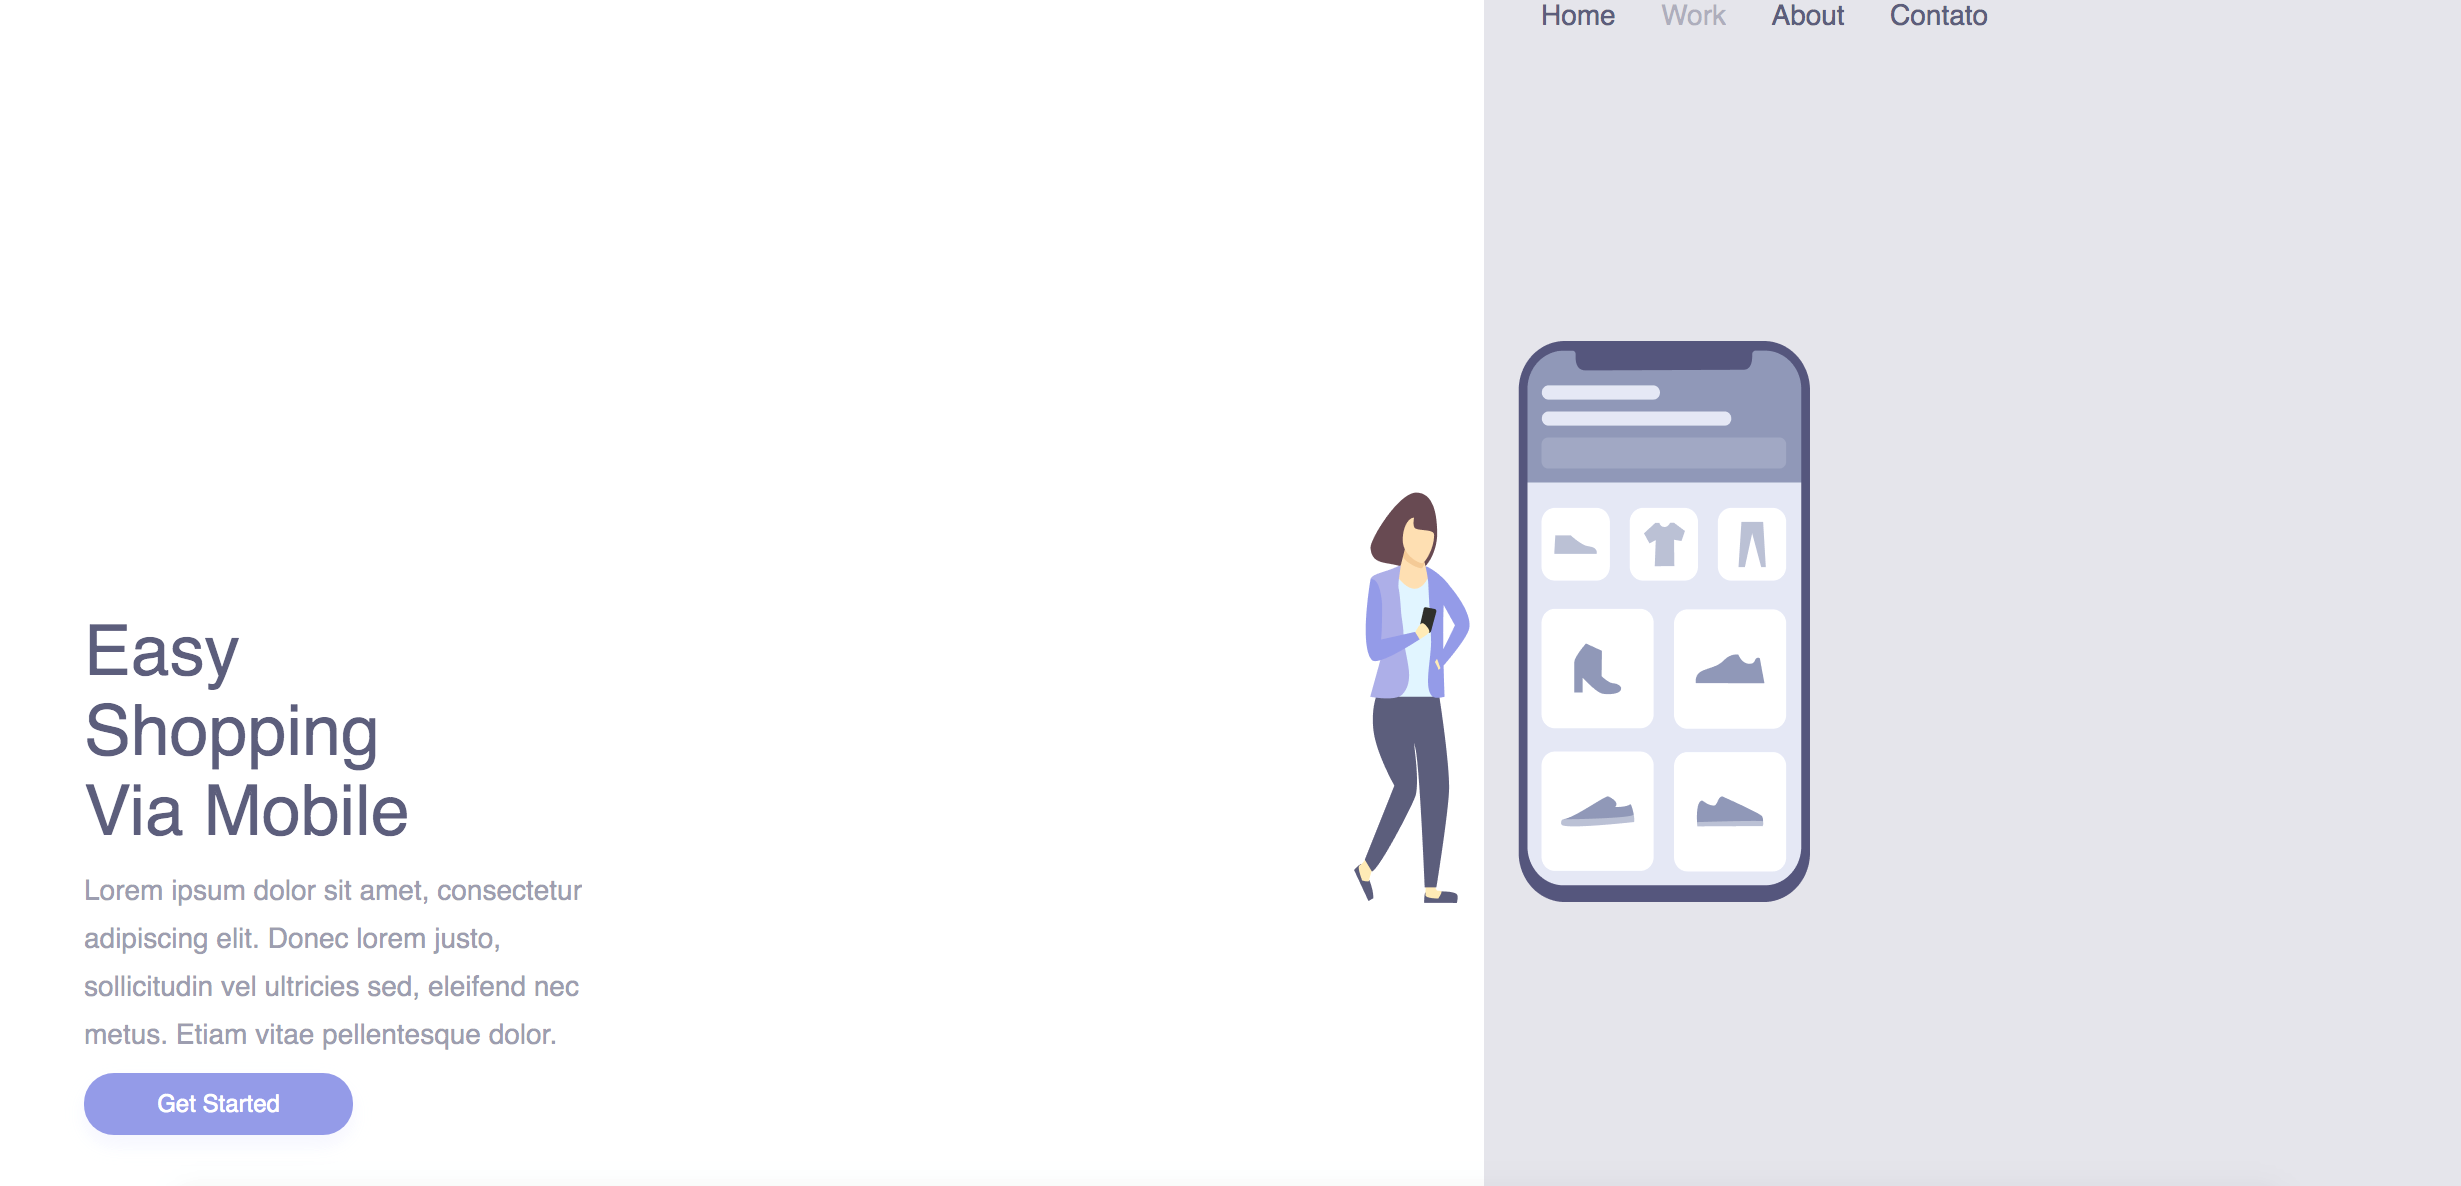 Home Work About Contato
Easy
Shopping
Via Mobile
Lorem ipsum dolor sit amet, consectetur
adipiscing elit. Donec lorem justo,
sollicitudin vel ultricies sed, eleifend nec
metus. Etiam vitae pellentesque dolor.
Get Started